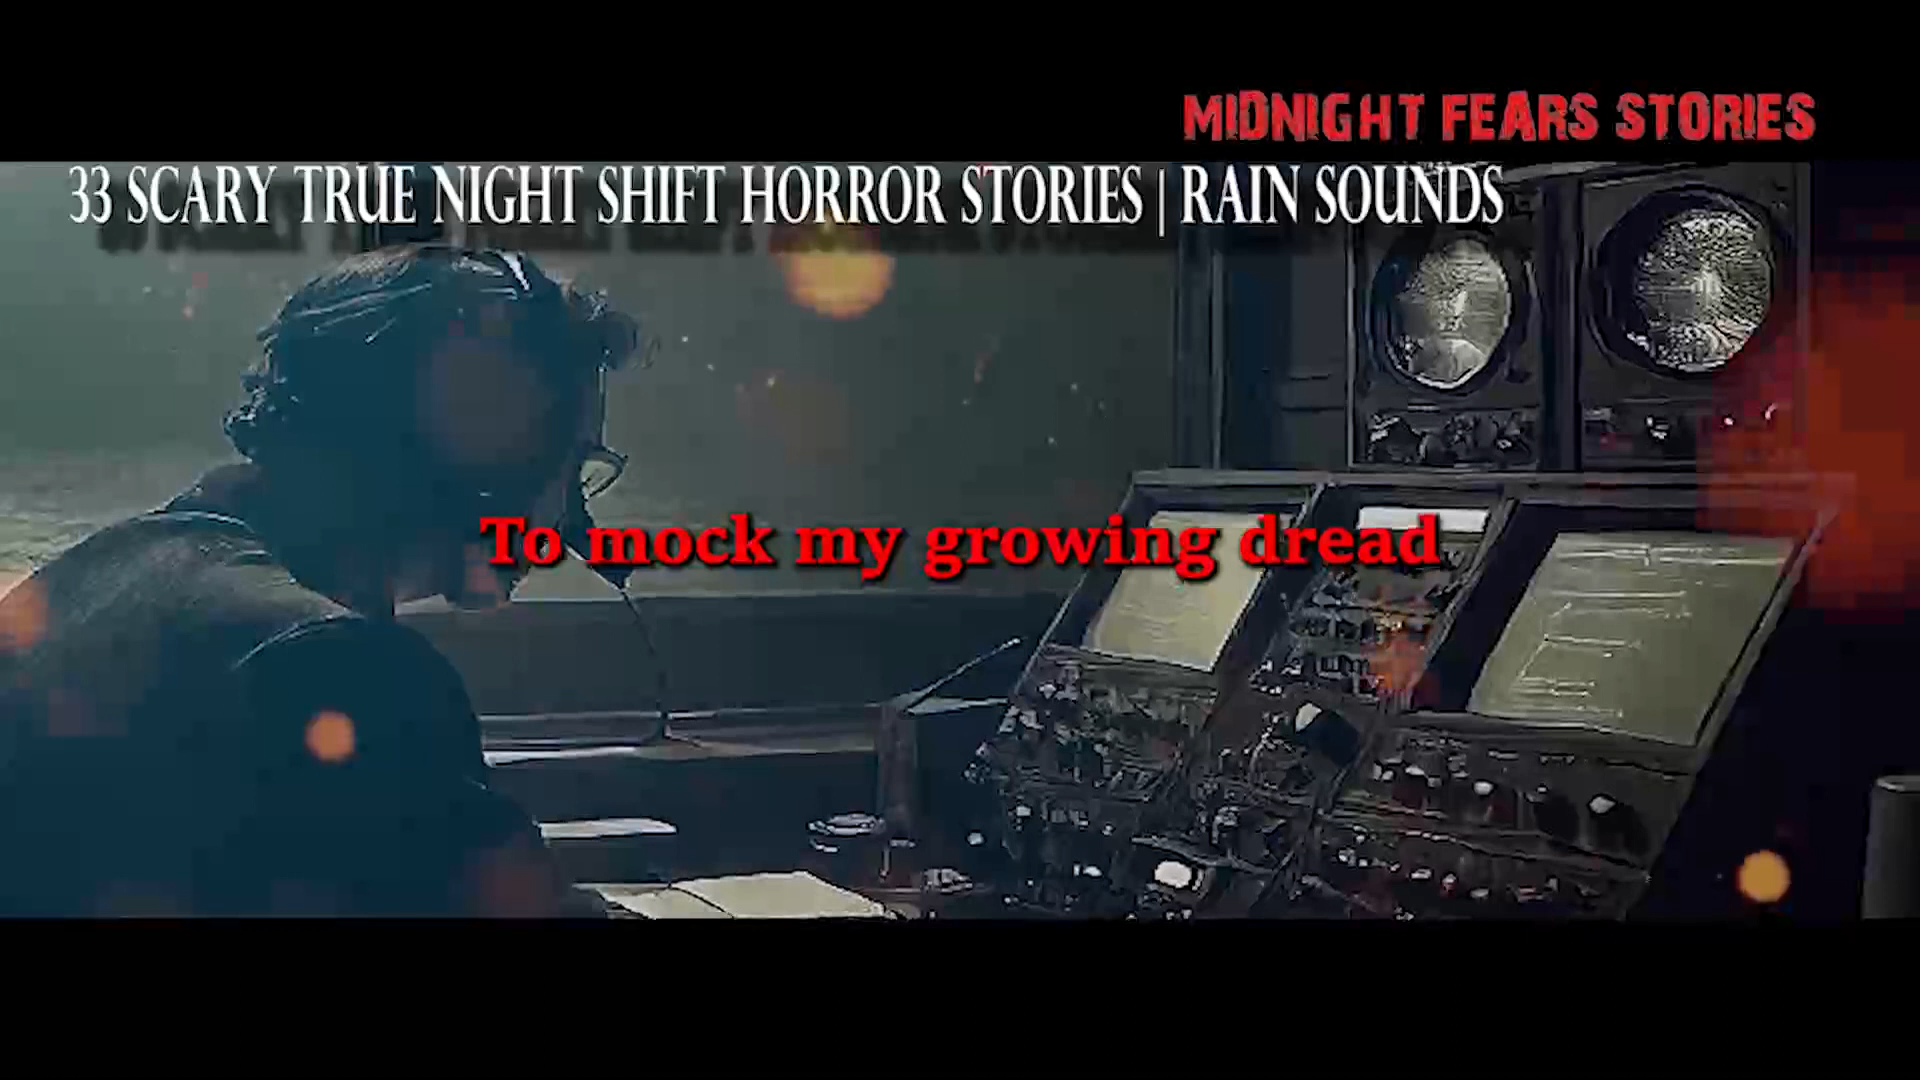 MIDNIGHT FEARS STORIES
33 SCARY TRUE NIGHT SHIFT HORROR STORIES | RAIN SOUNDS
To mock my growing dread